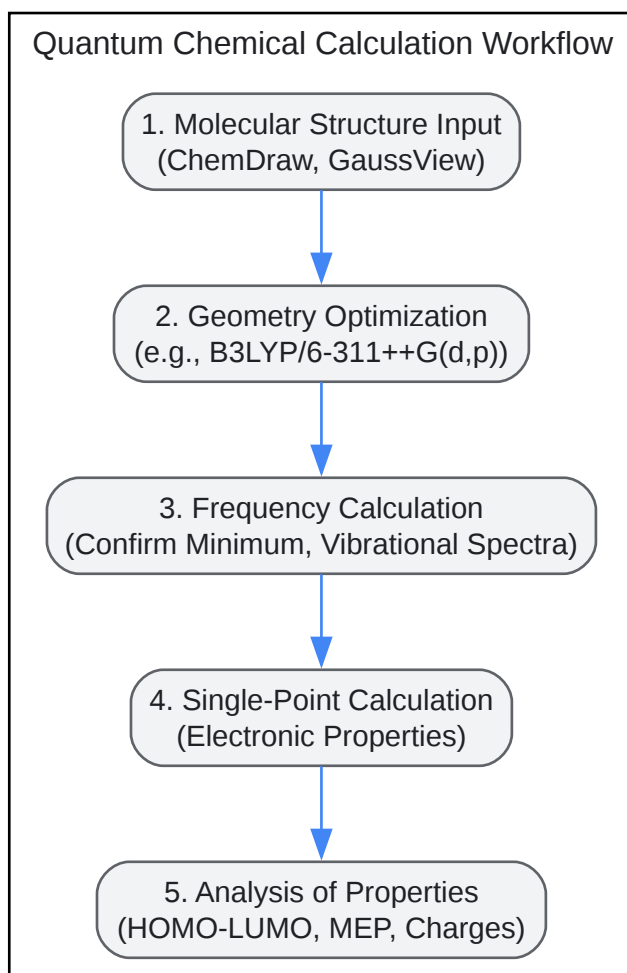 Quantum Chemical Calculation Workflow
1. Molecular Structure Input
(ChemDraw, GaussView)
2. Geometry Optimization
(e.g., B3LYP/6-311++G(d,p))
3. Frequency Calculation
(Confirm Minimum, Vibrational Spectra)
4. Single-Point Calculation
(Electronic Properties)
5. Analysis of Properties
(HOMO-LUMO, MEP, Charges)